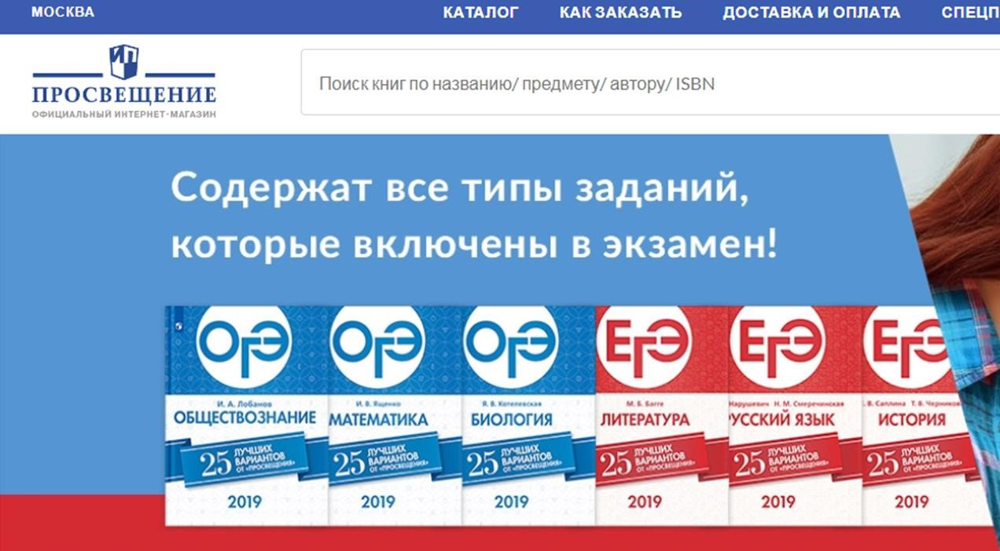 МОСКВА
КАТАЛОГ
КАК ЗАКАЗАТЬ
ДОСТАВКА И ОПЛАТА
СПЕЦП
ИП
ПРОСВЕЩЕНИЕ
ОФИЦИАЛЬНЫЙ ИНТЕРНЕТ-МАГАЗИН
Поиск книг по названию/ предмету/ автору/ ISBN
Содержат все типы заданий,
которые включены в экзамен!
ОГЭ
И. А. Лобанов
ОБЩЕСТВОЗНАНИЕ
25 ЛУЧШИХ
ВАРИАНТОВ
ОТ «ПРОСВЕЩЕНИЯ»
2019
ОГЭ
И. В. Ященко
МАТЕМАТИКА
25 ЛУЧШИХ
ВАРИАНТОВ
ОТ «ПРОСВЕЩЕНИЯ»
2019
ОГЭ
Я. В. Котелевская
БИОЛОГИЯ
25 ЛУЧШИХ
ВАРИАНТОВ
ОТ «ПРОСВЕЩЕНИЯ»
2019
ЕГЭ
М. Б. Багге
ЛИТЕРАТУРА
25 ЛУЧШИХ
ВАРИАНТОВ
ОТ «ПРОСВЕЩЕНИЯ»
2019
ЕГЭ
Нарушевич Н. М. Смеречинская
РУССКИЙ ЯЗЫК
25 ЛУЧШИХ
ВАРИАНТОВ
ОТ «ПРОСВЕЩЕНИЯ»
2019
ЕГЭ
. В. Саплина Т. В. Черников
ИСТОРИЯ
25 ЛУЧШИХ
ВАРИАНТОВ
ОТ «ПРОСВЕЩЕНИЯ»
2019